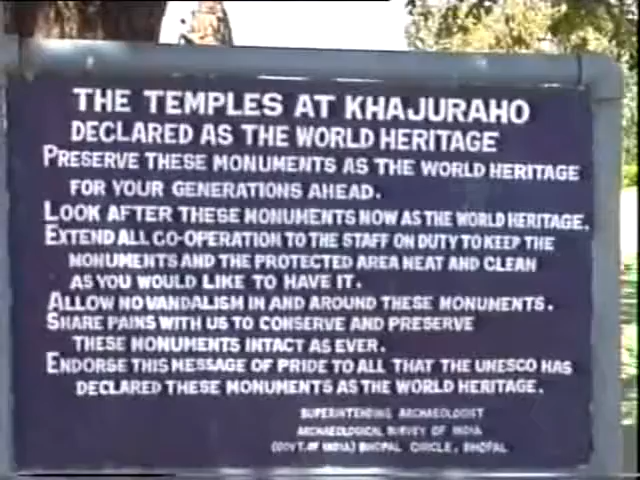 THE TEMPLES AT KHAJURAHO
DECLARED AS THE WORLD HERITAGE
PRESERVE THESE MONUMENTS AS THE WORLD HERITAGE
FOR YOUR GENERATIONS AHEAD.
LOOK AFTER THESE MONUMENTS NOW AS THE WORLD HERITAGE.
EXTEND ALL CO-OPERATION TO THE STAFF ON DUTY TO KEEP THE
MONUMENTS AND THE PROTECTED AREA NEAT AND CLEAN
AS YOU WOULD LIKE TO HAVE IT.
ALLOW NO VANDALISM IN AND AROUND THESE MONUMENTS.
SHARE PAINS WITH US TO CONSERVE AND PRESERVE
THESE MONUMENTS INTACT AS EVER.
ENDORSE THIS MESSAGE OF PRIDE TO ALL THAT THE UNESCO HAS
DECLARED THESE MONUMENTS AS THE WORLD HERITAGE.
SUPERINTENDING ARCHAEOLOGIST
ARCHAEOLOGICAL SURVEY OF INDIA
(GOVT. OF INDIA) BHOPAL CIRCLE, BHOPAL